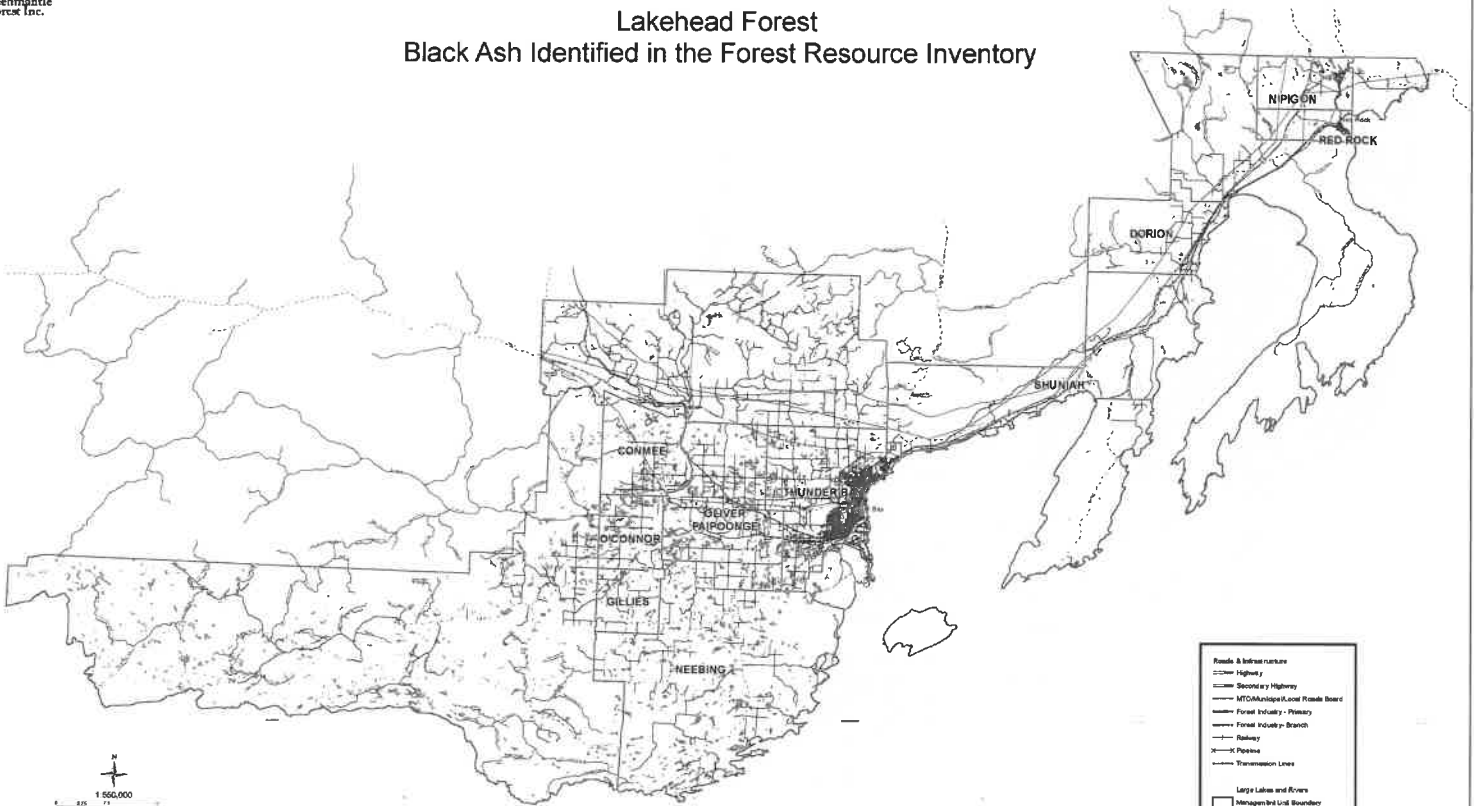 Forest Inc.
Lakehead Forest
Black Ash Identified in the Forest Resource Inventory
NIPIGON
RED ROCK
DORION
SHUNIAH
CONMEE
THUNDER B
OLIVER
PAIPOONGE
O'CONNOR
GILLIES
NEEBING
N
1:550,000
Roads & Infrastructure
Highway
Secondary Highway
MTO/Municipal/Local Roads Board
Forest Industry - Primary
Forest Industry - Branch
Railway
Pipeline
Transmission Lines
Large Lakes and Rivers
Management Unit Boundary